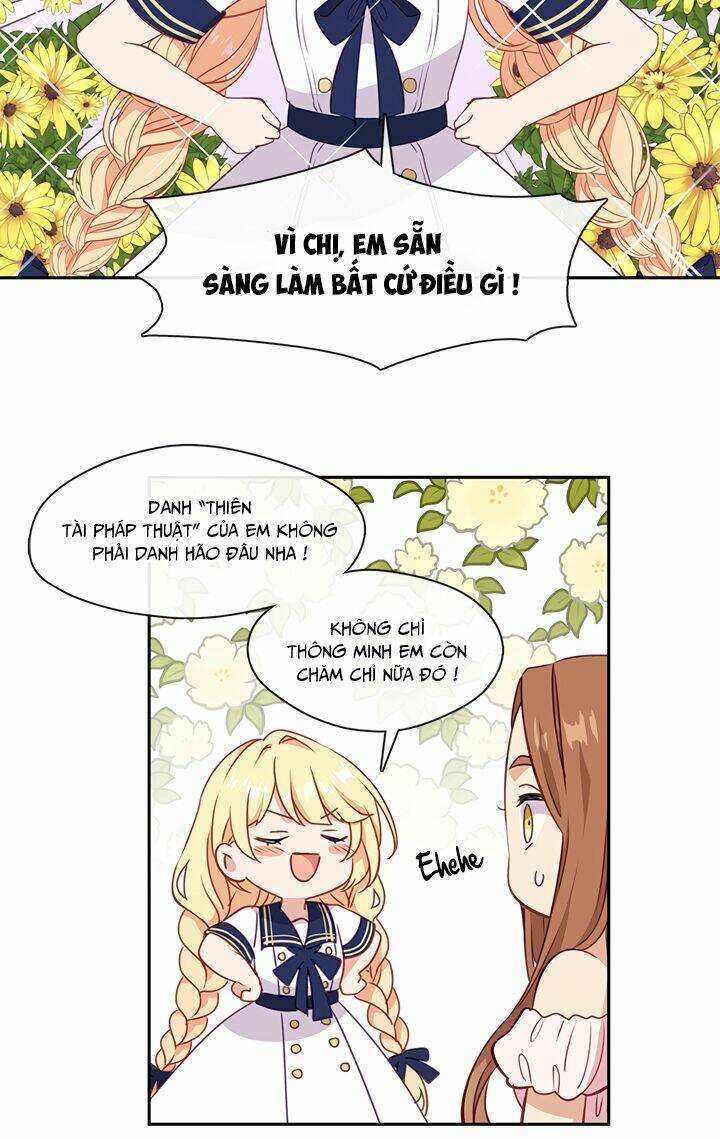 VÌ CHỊ, EM SẴN
SÀNG LÀM BẤT CỨ ĐIỀU GÌ !
DANH “THIÊN
TÀI PHÁP THUẬT” CỦA EM KHÔNG
PHẢI DANH HÃO ĐÂU NHA !
KHÔNG CHỈ
THÔNG MINH EM CÒN
CHĂM CHỈ NỮA ĐÓ !
Ehehe